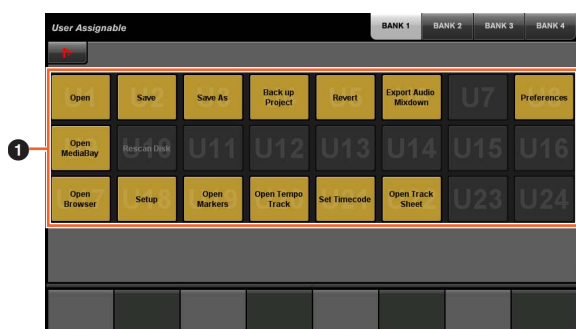 User Assignable
BANK 1 BANK 2 BANK 3 BANK 4
Open Save Save As Back up Project Revert Export Audio Mixdown U7 Preferences
1
Open MediaBay Rescan Disk U11 U12 U13 U14 U15 U16
Open Browser Setup Open Markers Open Tempo Track Set Timecode Open Track Sheet U23 U24